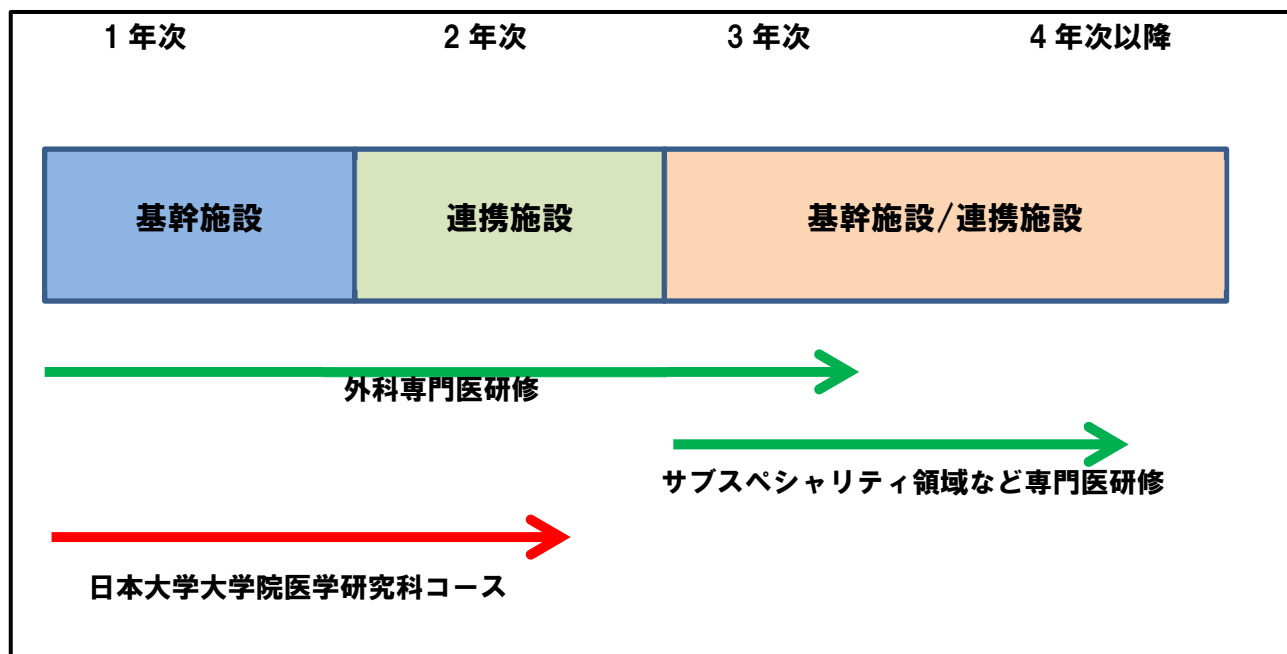 1年次 2年次 3年次 4年次以降
基幹施設 連携施設 基幹施設/連携施設
外科専門医研修
サブスペシャリティ領域など専門医研修
日本大学大学院医学研究科コース